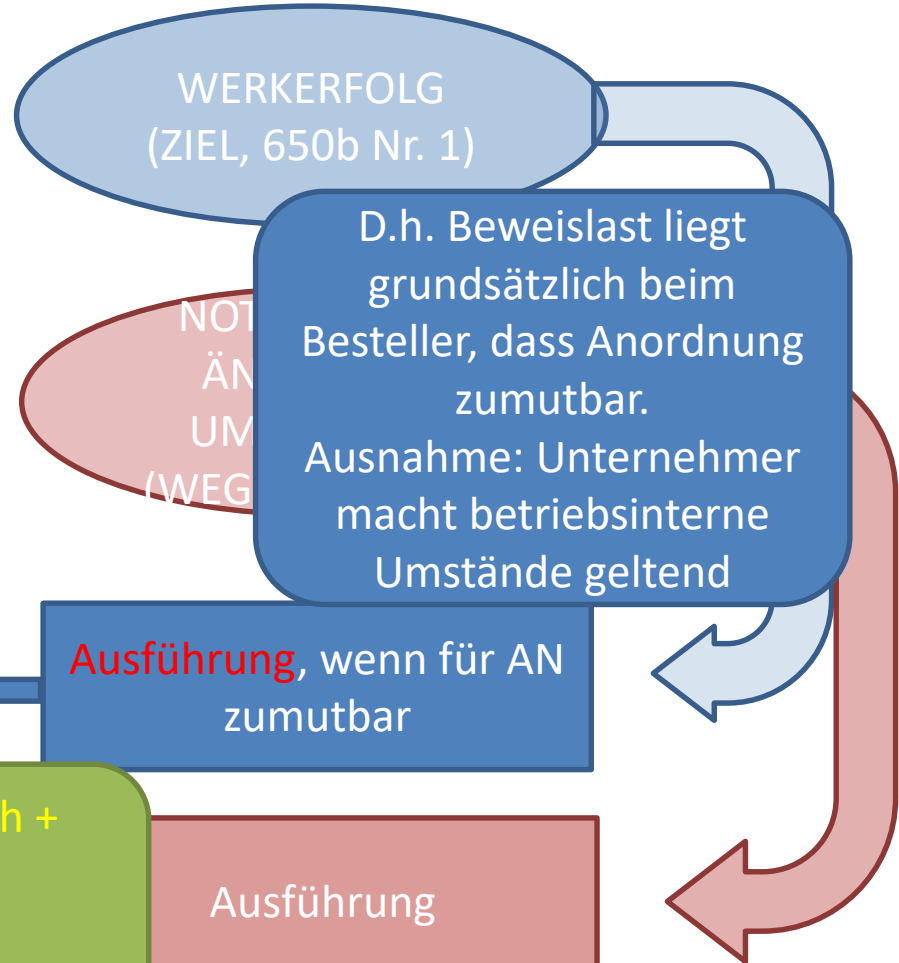 WERKERFOLG
(ZIEL, 650b Nr. 1)
D.h. Beweislast liegt
grundsätzlich beim
Besteller, dass Anordnung
zumutbar.
Ausnahme: Unternehmer
macht betriebsinterne
Umstände geltend
(WEG
Ausführung, wenn für AN
zumutbar
Ausführung